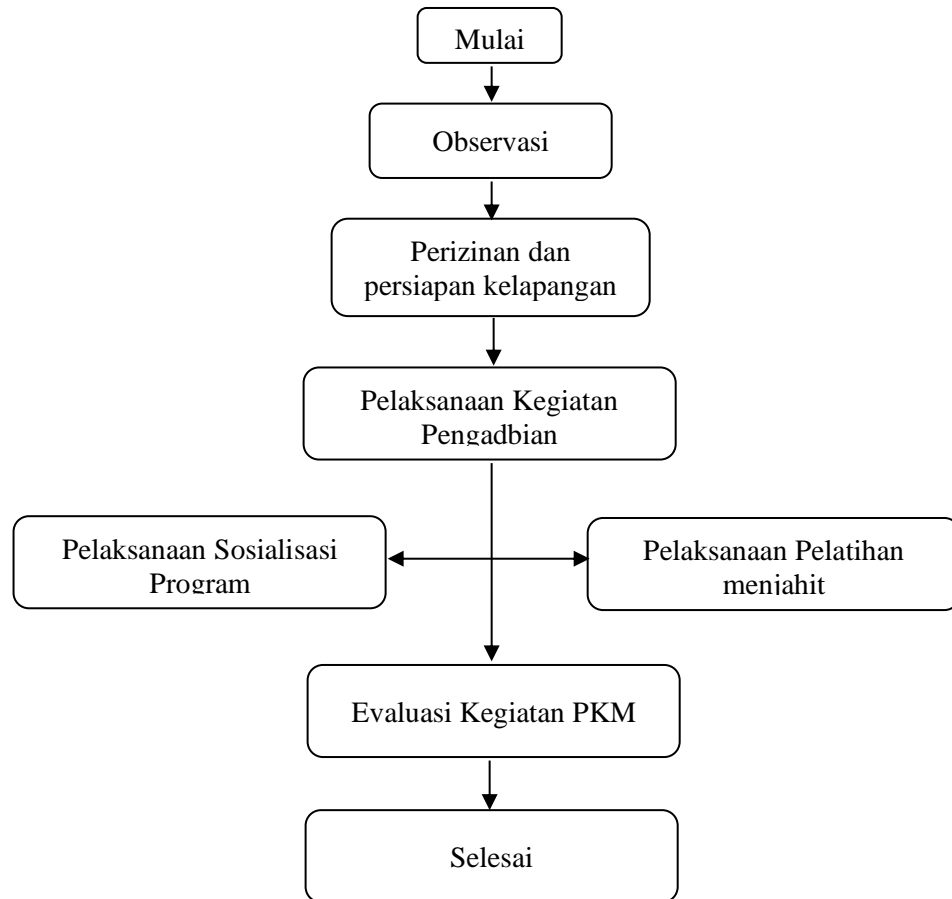 Mulai
Observasi
Perizinan dan
persiapan kelapangan
Pelaksanaan Kegiatan
Pengadbian
Pelaksanaan Sosialisasi
Program
Pelaksanaan Pelatihan
menjahit
Evaluasi Kegiatan PKM
Selesai